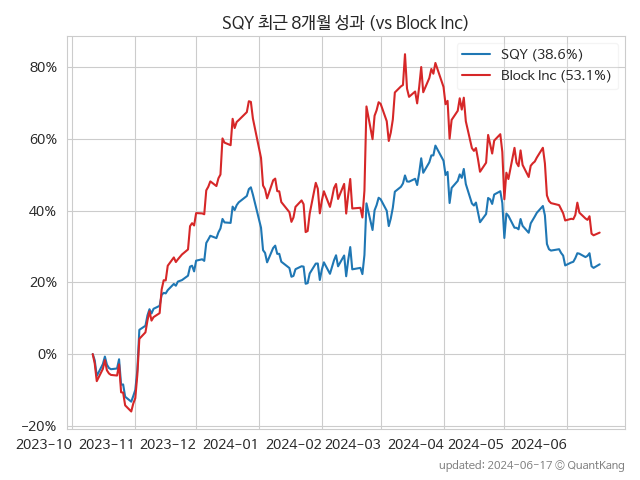 SQY 최근 8개월 성과 (vs Block Inc)
SQY (38.6%)
Block Inc (53.1%)
80%
60%
40%
20%
0%
−20%
2023−10 2023−11 2023−12 2024−01 2024−02 2024−03 2024−04 2024−05 2024−06
updated: 2024-06-17 © QuantKang